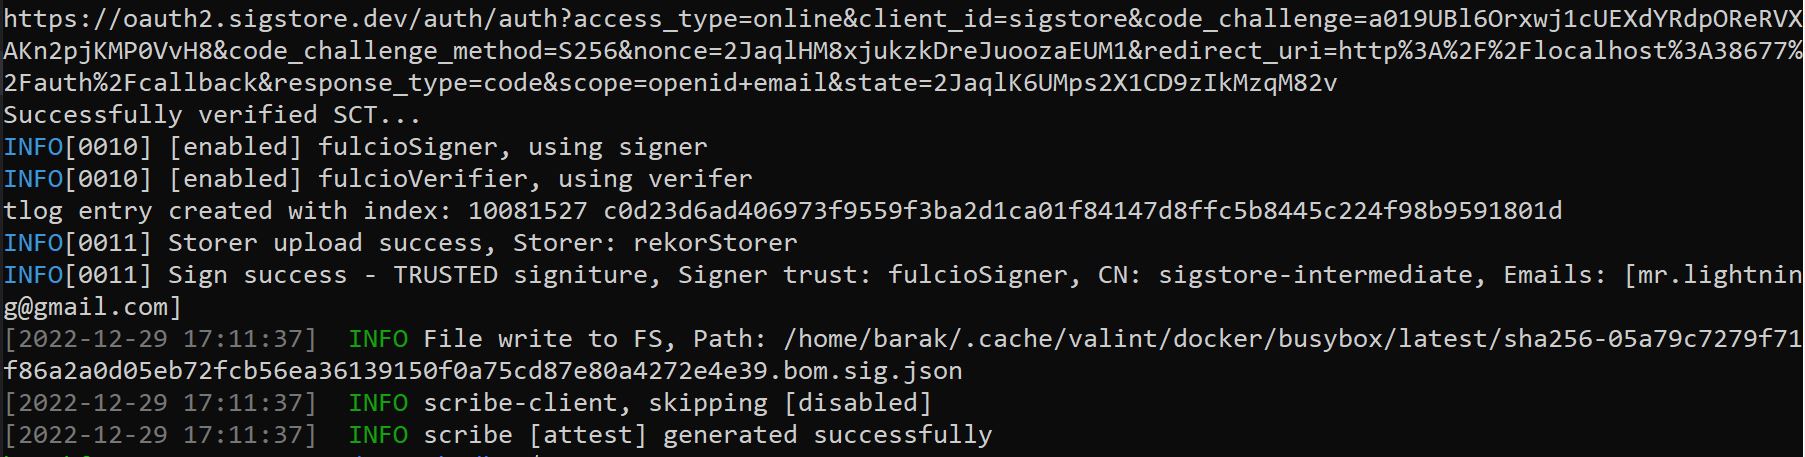 https://oauth2.sigstore.dev/auth/auth?access_type=online&client_id=sigstore&code_challenge=a019UBl6Orxwj1cUEXdYRdpOReRVX
AKn2pjKMP0VvH8&code_challenge_method=S256&nonce=2JaqlHM8xjukzkDreJuoozaEUM1&redirect_uri=http%3A%2F%2Flocalhost%3A38677%
2Fauth%2Fcallback&response_type=code&scope=openid+email&state=2JaqlK6UMps2X1CD9zIkMzqM82v
Successfully verified SCT...
INFO[0010] [enabled] fulcioSigner, using signer
INFO[0010] [enabled] fulcioVerifier, using verifer
tlog entry created with index: 10081527 c0d23d6ad406973f9559f3ba2d1ca01f84147d8ffc5b8445c224f98b9591801d
INFO[0011] Storer upload success, Storer: rekorStorer
INFO[0011] Sign success - TRUSTED signiture, Signer trust: fulcioSigner, CN: sigstore-intermediate, Emails: [mr.lightnin
g@gmail.com]
[2022-12-29 17:11:37]  INFO File write to FS, Path: /home/barak/.cache/valint/docker/busybox/latest/sha256-05a79c7279f71
f86a2a0d05eb72fcb56ea36139150f0a75cd87e80a4272e4e39.bom.sig.json
[2022-12-29 17:11:37]  INFO scribe-client, skipping [disabled]
[2022-12-29 17:11:37]  INFO scribe [attest] generated successfully